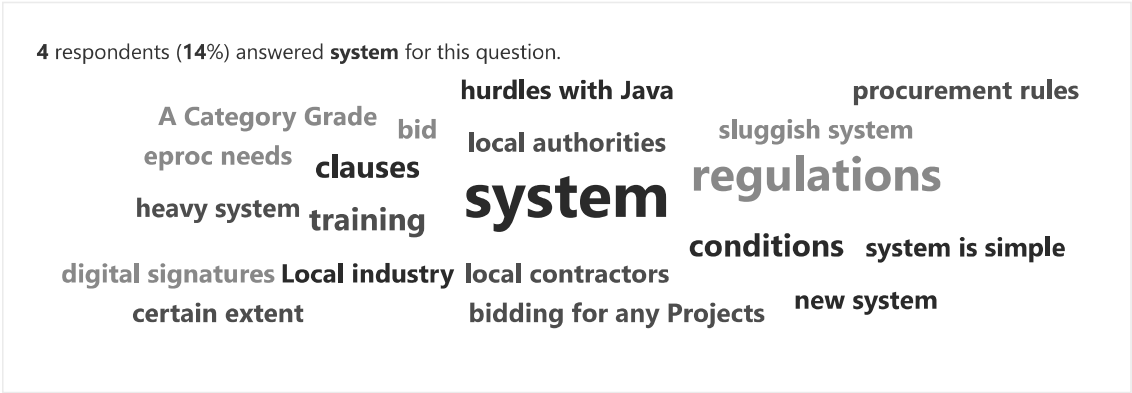 4 respondents (14%) answered system for this question.
hurdles with Java
procurement rules
A Category Grade
bid
sluggish system
local authorities
eproc needs
clauses
regulations
system
heavy system
training
conditions
system is simple
digital signatures
Local industry
local contractors
new system
certain extent
bidding for any Projects